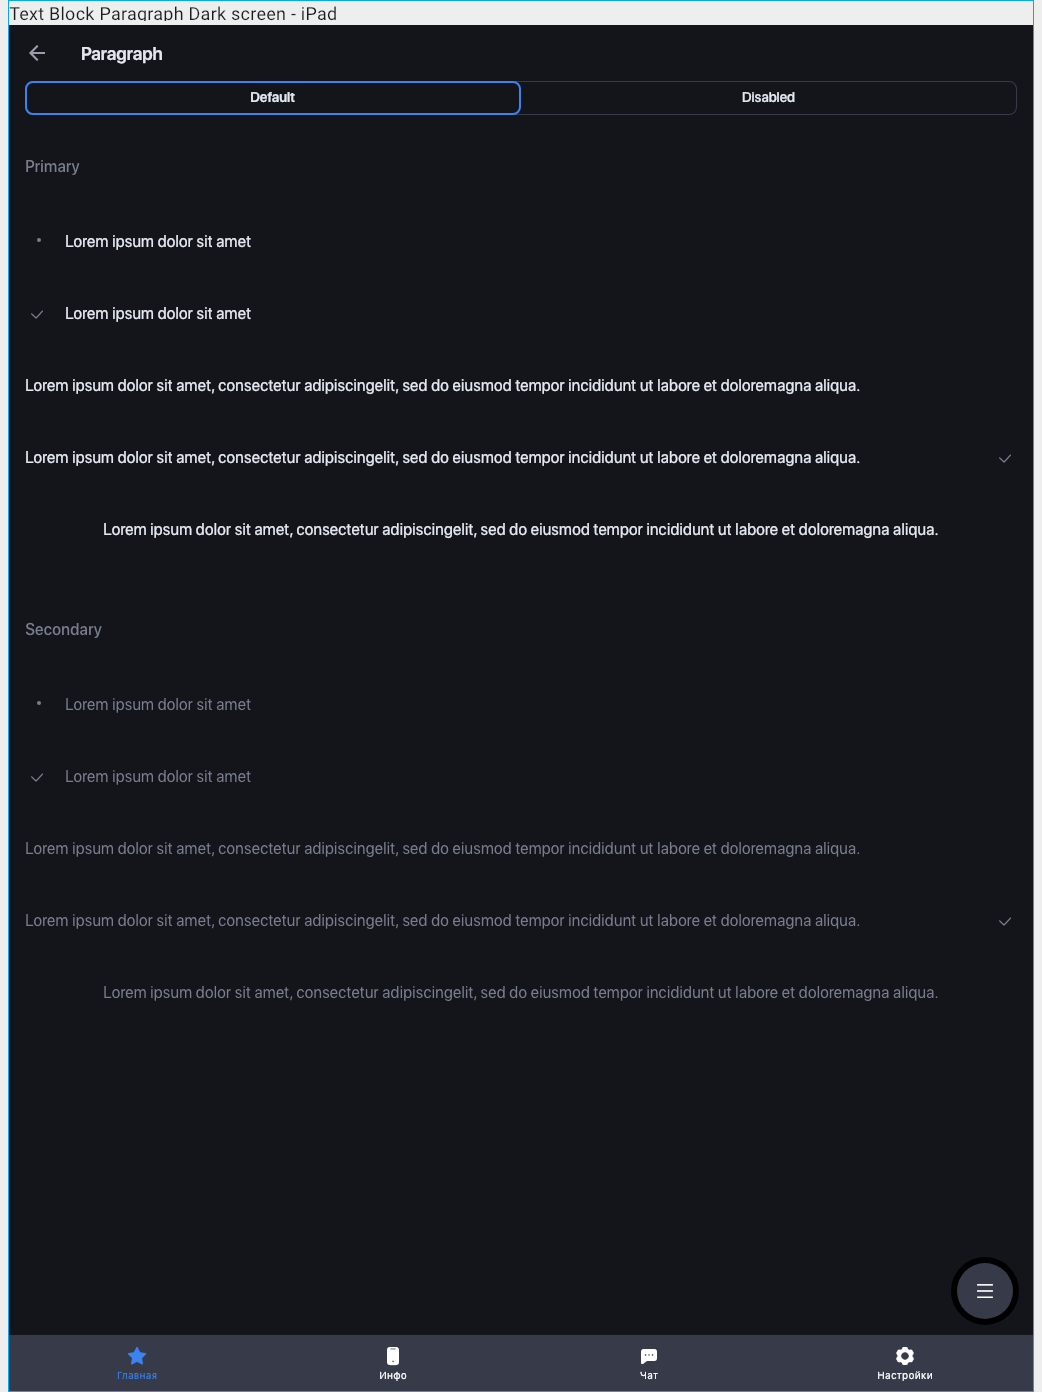 Text Block Paragraph Dark screen - iPad
Paragraph
Default
Disabled
Primary
Lorem ipsum dolor sit amet
Lorem ipsum dolor sit amet
Lorem ipsum dolor sit amet, consectetur adipiscingelit, sed do eiusmod tempor incididunt ut labore et doloremagna aliqua.
Lorem ipsum dolor sit amet, consectetur adipiscingelit, sed do eiusmod tempor incididunt ut labore et doloremagna aliqua.
Lorem ipsum dolor sit amet, consectetur adipiscingelit, sed do eiusmod tempor incididunt ut labore et doloremagna aliqua.
Secondary
Lorem ipsum dolor sit amet
Lorem ipsum dolor sit amet
Lorem ipsum dolor sit amet, consectetur adipiscingelit, sed do eiusmod tempor incididunt ut labore et doloremagna aliqua.
Lorem ipsum dolor sit amet, consectetur adipiscingelit, sed do eiusmod tempor incididunt ut labore et doloremagna aliqua.
Lorem ipsum dolor sit amet, consectetur adipiscingelit, sed do eiusmod tempor incididunt ut labore et doloremagna aliqua.
Главная
Инфо
Чат
Настройки